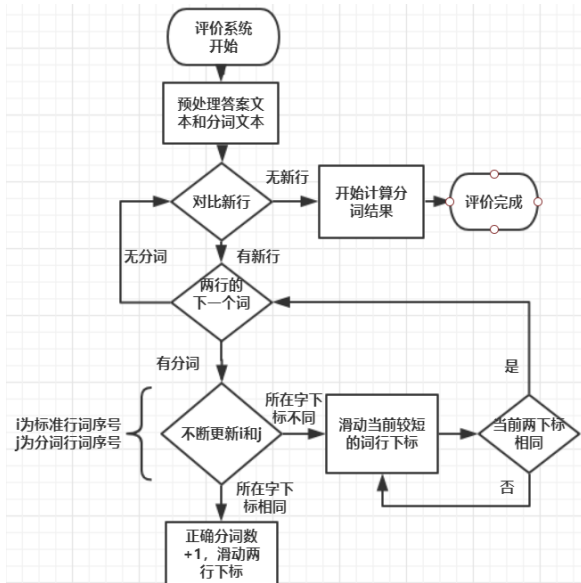 评价系统
开始
预处理答案文
本和分词文本
对比新行
无新行
开始计算分
词结果
评价完成
无分词
有新行
两行的
下一个词
有分词
是
i为标准行词序号
j为分词行词序号
不断更新i和j
所在字下
标不同
滑动当前较短
的词行下标
当前两下标
相同
否
所在字下
标相同
正确分词数
+1，滑动两
行下标